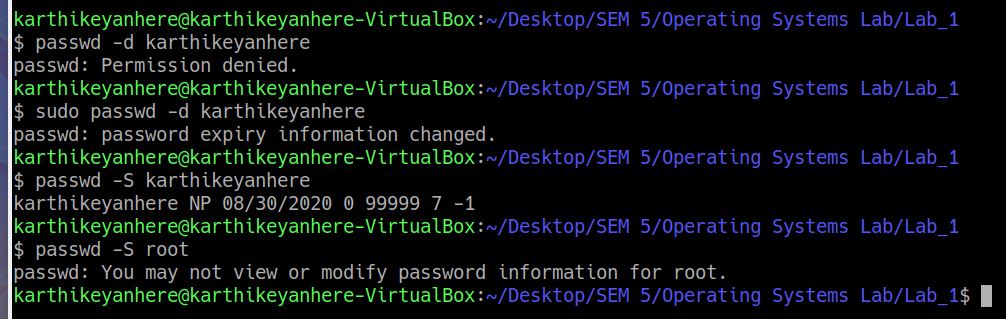 karthikeyanhere@karthikeyanhere-VirtualBox:~/Desktop/SEM 5/Operating Systems Lab/Lab_1
$ passwd -d karthikeyanhere
passwd: Permission denied.
karthikeyanhere@karthikeyanhere-VirtualBox:~/Desktop/SEM 5/Operating Systems Lab/Lab_1
$ sudo passwd -d karthikeyanhere
passwd: password expiry information changed.
karthikeyanhere@karthikeyanhere-VirtualBox:~/Desktop/SEM 5/Operating Systems Lab/Lab_1
$ passwd -S karthikeyanhere
karthikeyanhere NP 08/30/2020 0 99999 7 -1
karthikeyanhere@karthikeyanhere-VirtualBox:~/Desktop/SEM 5/Operating Systems Lab/Lab_1
$ passwd -S root
passwd: You may not view or modify password information for root.
karthikeyanhere@karthikeyanhere-VirtualBox:~/Desktop/SEM 5/Operating Systems Lab/Lab_1$